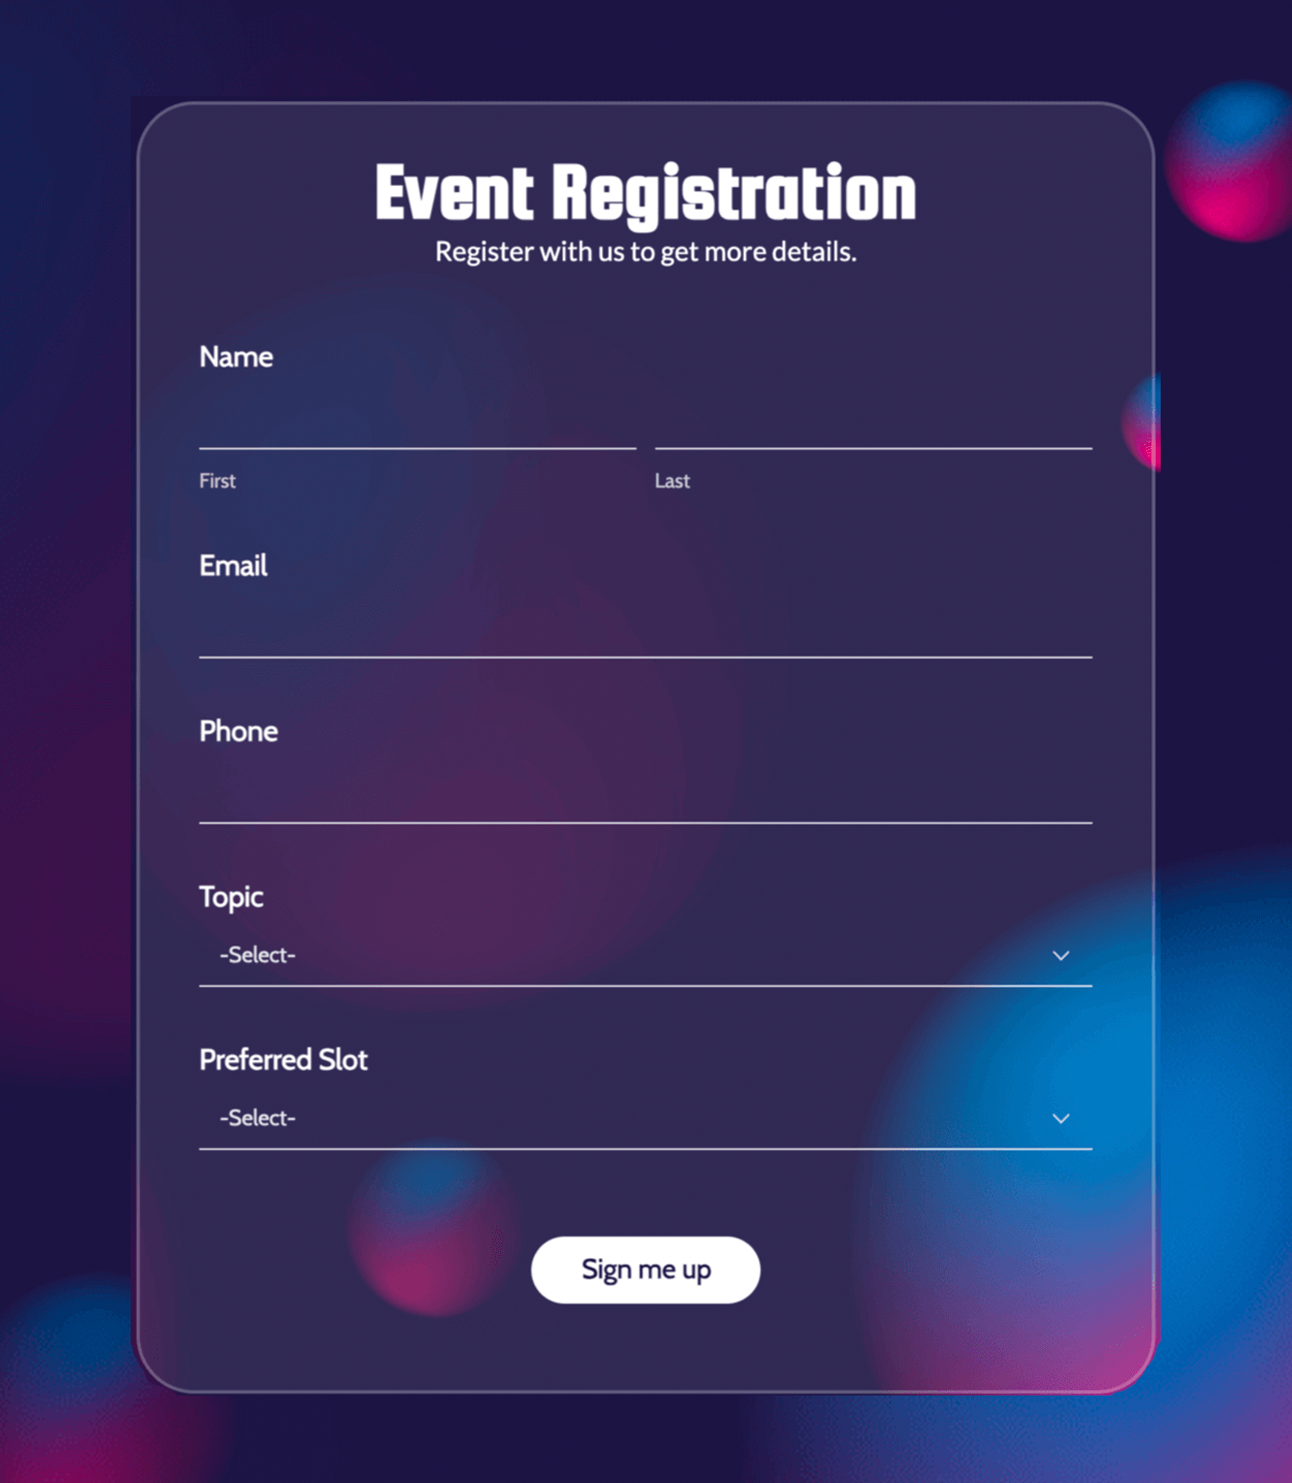 Event Registration
Register with us to get more details.
Name
First
Last
Email
Phone
Topic
-Select-
Preferred Slot
-Select-
Sign me up